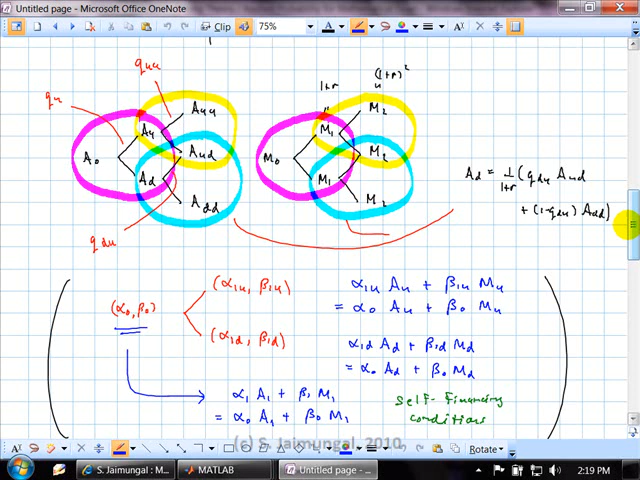 Untitled page - Microsoft Office OneNote
75%
q_uu
1+r
(1+r)²
q_u
A_uu
M_2
A_u
M_1
A_0
A_ud
M_0
M_2
A_d
M_1
A_dd
M_2
q_du
A_d = 1/(1+r) (q_du A_ud
+ (1-q_du) A_dd)
(α_0, β_0)
(α_1u, β_1u)
(α_1d, β_1d)
α_1u A_u + β_1u M_u
= α_0 A_u + β_0 M_u
α_1d A_d + β_1d M_d
= α_0 A_d + β_0 M_d
α_1 A_1 + β_1 M_1
= α_0 A_1 + β_0 M_1
Self-Financing
conditions
(c) S. Jaimungal, 2010
Rotate
S. Jaimungal : M...
MATLAB
Untitled page - Micr...
2:19 PM